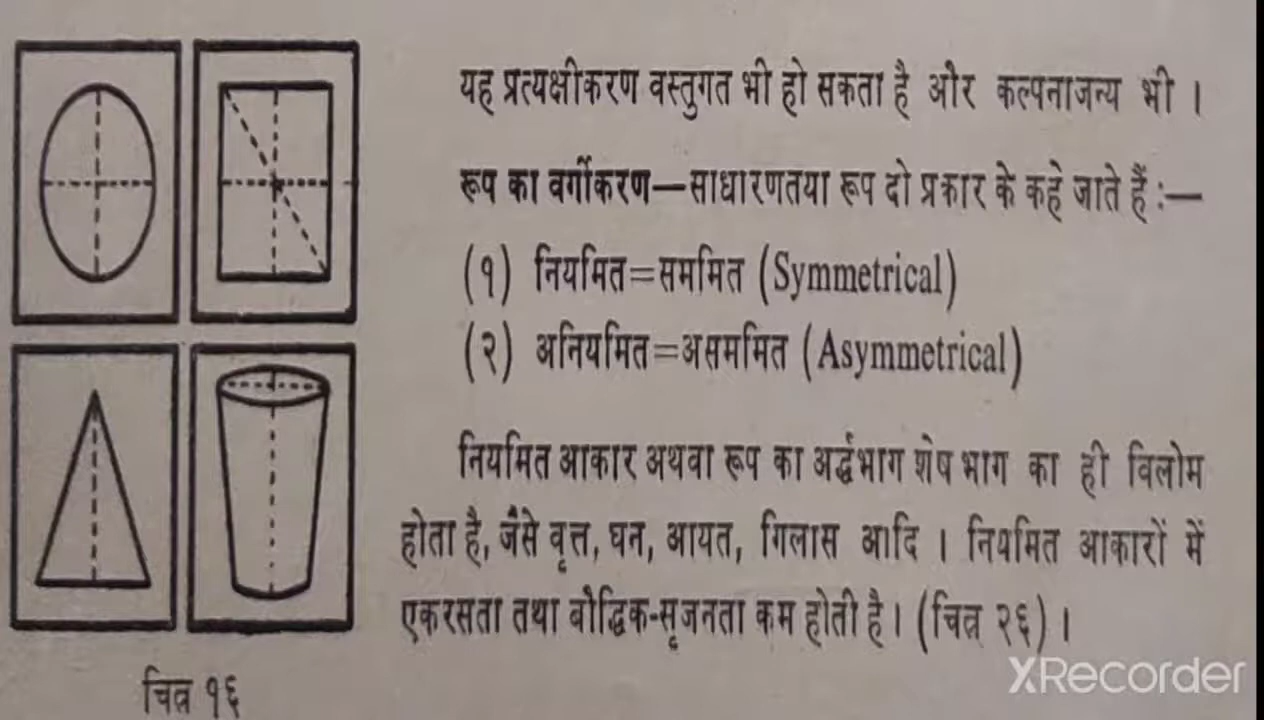 यह प्रत्यक्षीकरण वस्तुगत भी हो सकता है और कल्पनाजन्य भी ।
रूप का वर्गीकरण—साधारणतया रूप दो प्रकार के कहे जाते हैं :—
(१) नियमित=सममित (Symmetrical)
(२) अनियमित=असममित (Asymmetrical)
नियमित आकार अथवा रूप का अर्द्धभाग शेष भाग का ही विलोम
होता है, जैसे वृत्त, घन, आयत, गिलास आदि । नियमित आकारों में
एकरसता तथा बौद्धिक-सृजनता कम होती है । (चित्र २६) ।
चित्र १६
XRecorder